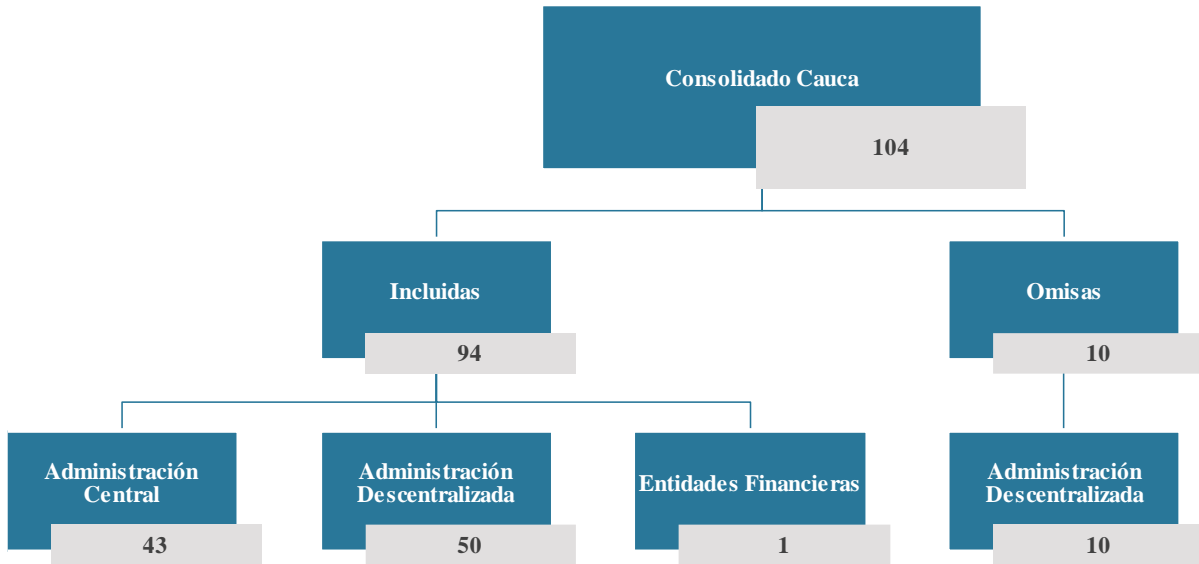 Consolidado Cauca
104
Incluidas
94
Omisas
10
Administración
Central
43
Administración
Descentralizada
50
Entidades Financieras
1
Administración
Descentralizada
10